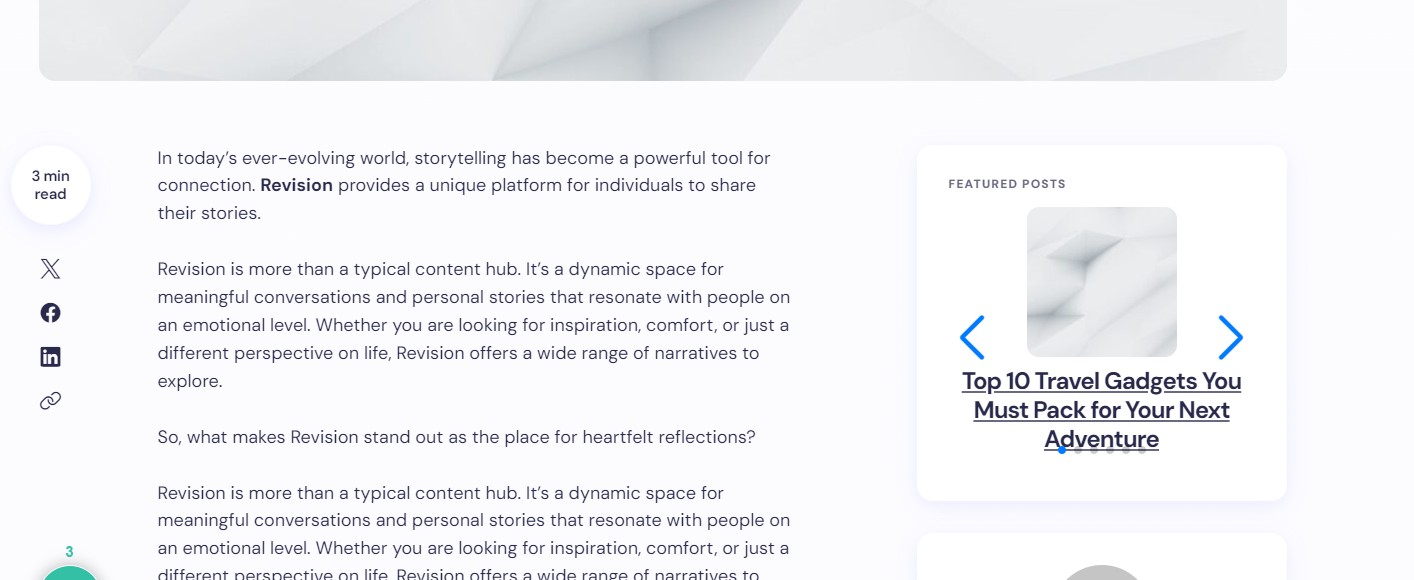 3 min
read
In today’s ever-evolving world, storytelling has become a powerful tool for
connection. Revision provides a unique platform for individuals to share
their stories.
Revision is more than a typical content hub. It’s a dynamic space for
meaningful conversations and personal stories that resonate with people on
an emotional level. Whether you are looking for inspiration, comfort, or just a
different perspective on life, Revision offers a wide range of narratives to
explore.
So, what makes Revision stand out as the place for heartfelt reflections?
Revision is more than a typical content hub. It’s a dynamic space for
meaningful conversations and personal stories that resonate with people on
an emotional level. Whether you are looking for inspiration, comfort, or just a
different perspective on life, Revision offers a wide range of narratives to
3
FEATURED POSTS
Top 10 Travel Gadgets You
Must Pack for Your Next
Adventure